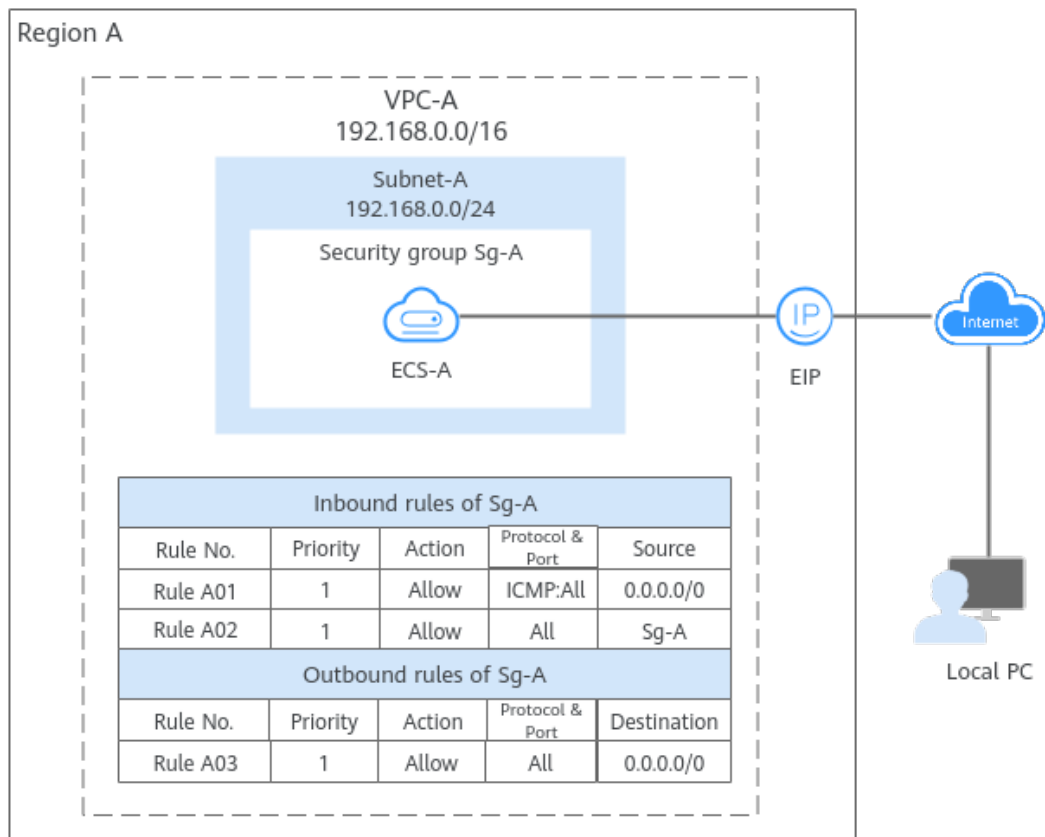 Region A
VPC-A
192.168.0.0/16
Subnet-A
192.168.0.0/24
Security group Sg-A
ECS-A
IP
EIP
Internet
Local PC
Inbound rules of Sg-A
Rule No. Priority Action Protocol & Port Source
Rule A01 1 Allow ICMP:All 0.0.0.0/0
Rule A02 1 Allow All Sg-A
Outbound rules of Sg-A
Rule No. Priority Action Protocol & Port Destination
Rule A03 1 Allow All 0.0.0.0/0